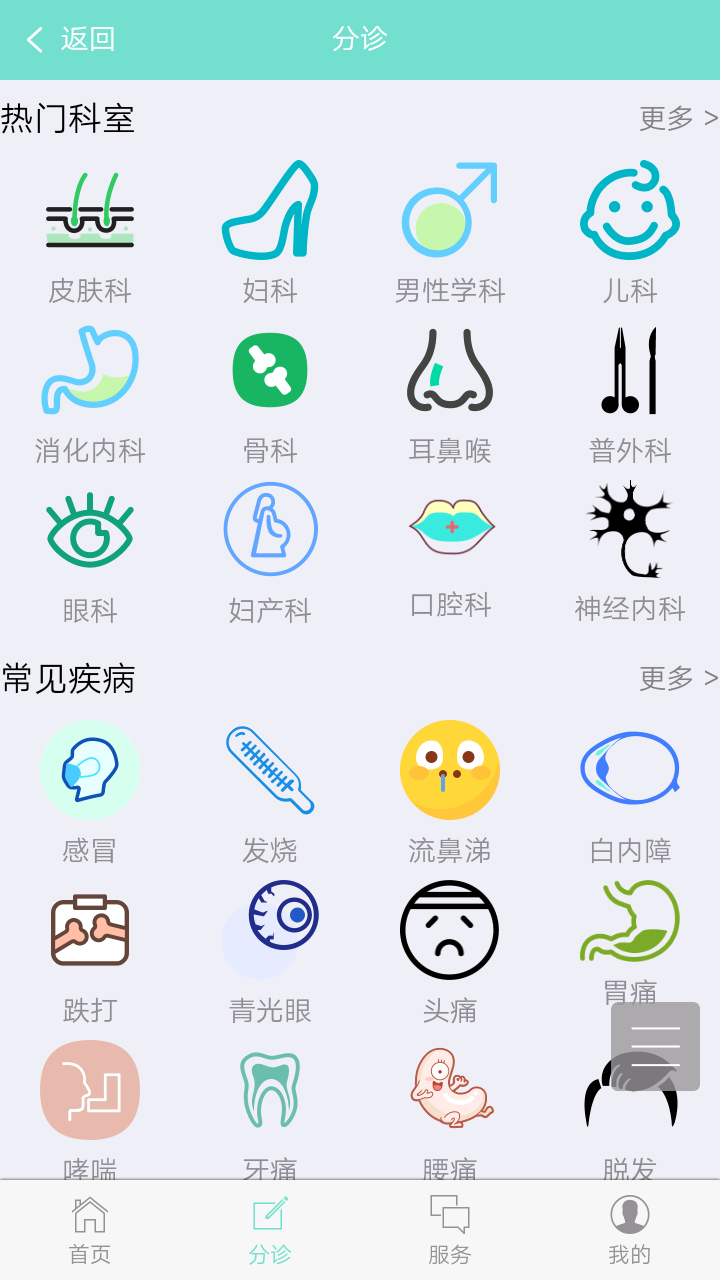 返回
分诊
热门科室
更多 >
皮肤科
妇科
男性学科
儿科
消化内科
骨科
耳鼻喉
普外科
眼科
妇产科
口腔科
神经内科
常见疾病
更多 >
感冒
发烧
流鼻涕
白内障
跌打
青光眼
头痛
胃痛
哮喘
牙痛
腰痛
脱发
首页
分诊
服务
我的